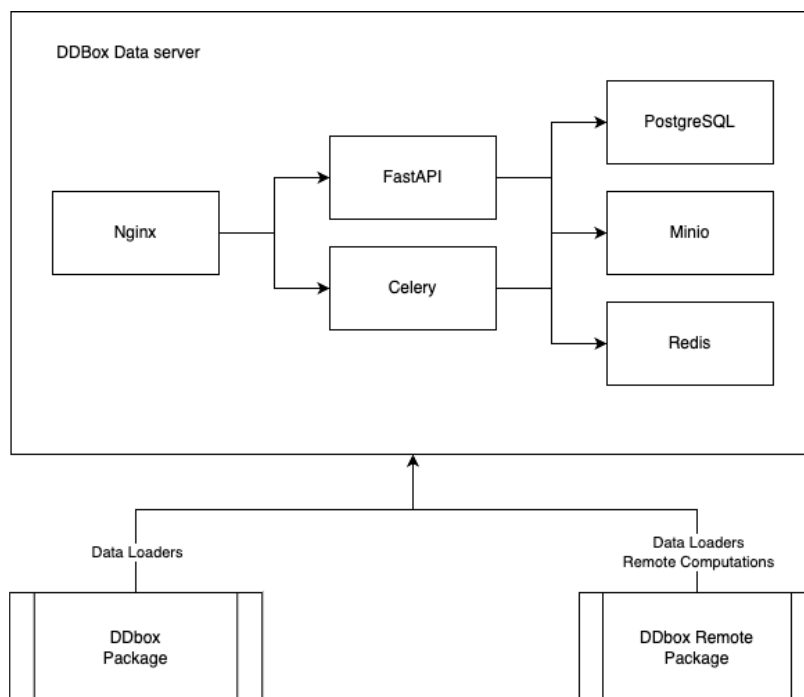 DDBox Data server
PostgreSQL
FastAPI
Nginx
Minio
Celery
Redis
Data Loaders
Data Loaders
Remote Computations
DDbox
Package
DDbox Remote
Package